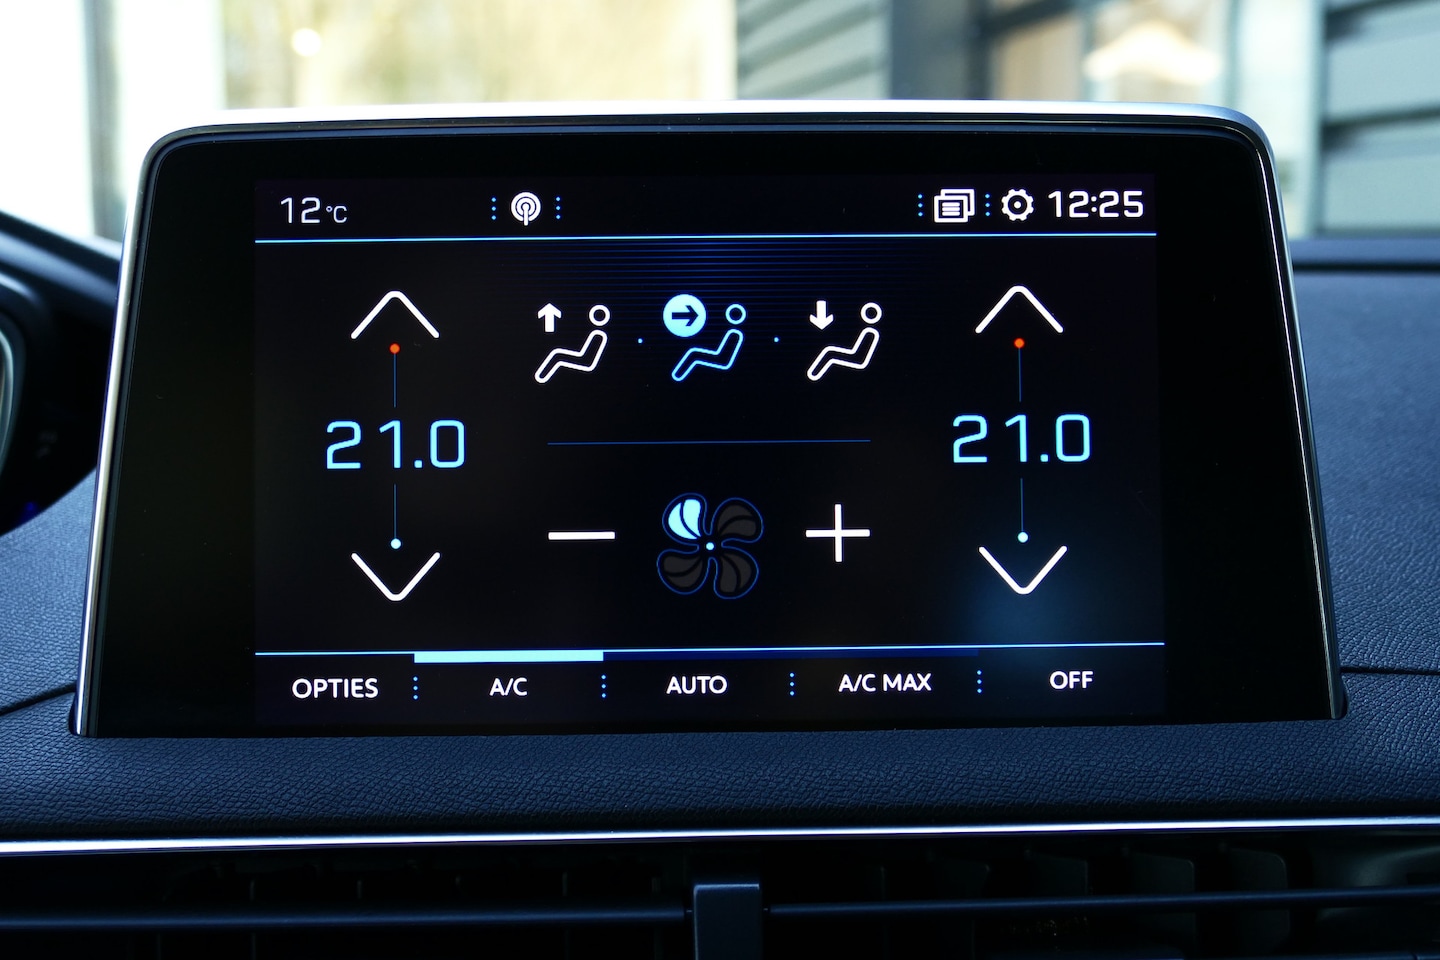 12°C 12:25
21.0 21.0
OPTIES A/C AUTO A/C MAX OFF